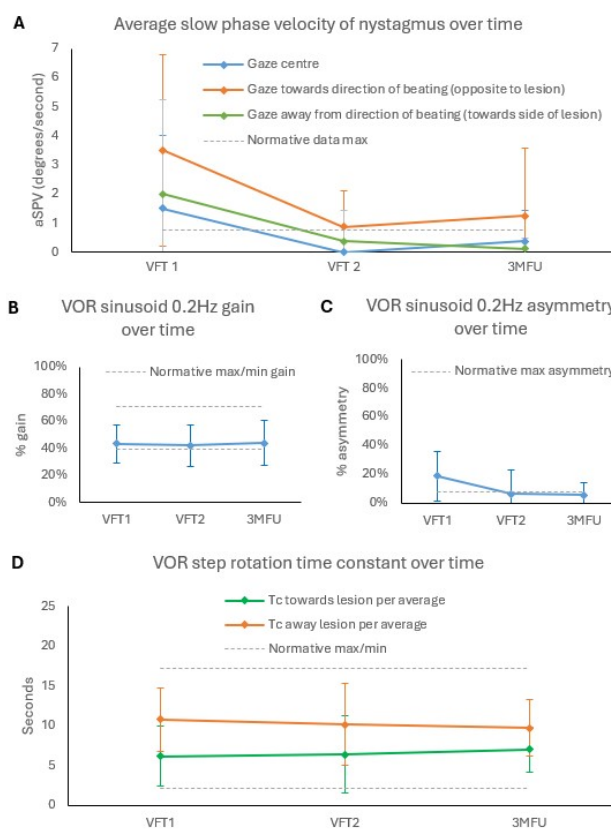 A
Average slow phase velocity of nystagmus over time
7
6
5
4
3
2
1
0
aSPV (degrees/second)
Gaze centre
Gaze towards direction of beating (opposite to lesion)
Gaze away from direction of beating (towards side of lesion)
Normative data max
VFT 1
VFT 2
3MFU
B
VOR sinusoid 0.2Hz gain
over time
100%
80%
60%
40%
20%
0%
% gain
Normative max/min gain
VFT1
VFT2
3MFU
C
VOR sinusoid 0.2Hz asymmetry
over time
100%
80%
60%
40%
20%
0%
% asymmetry
Normative max asymmetry
VFT1
VFT2
3MFU
D
VOR step rotation time constant over time
25
20
15
10
5
0
Seconds
Tc towards lesion per average
Tc away lesion per average
Normative max/min
VFT1
VFT2
3MFU